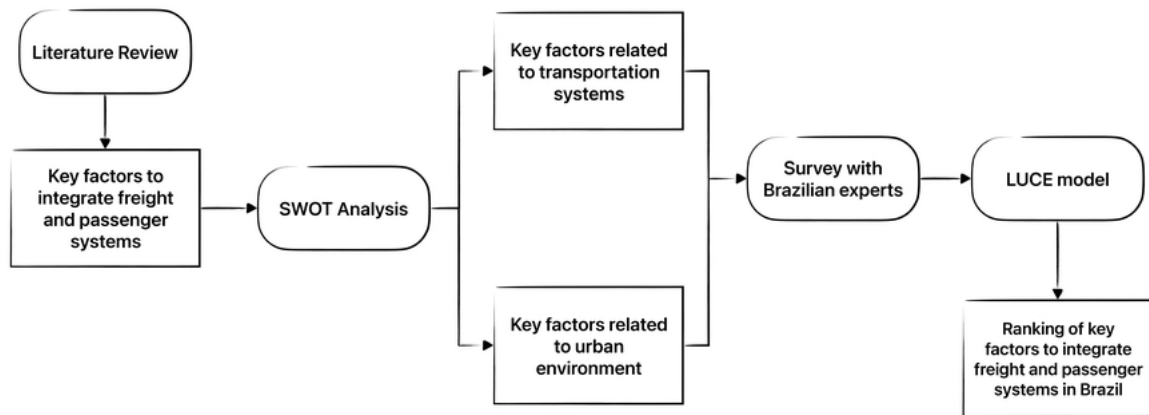 Literature Review
Key factors to
integrate freight
and passenger
systems
SWOT Analysis
Key factors related
to transportation
systems
Key factors related
to urban
environment
Survey with
Brazilian experts
LUCE model
Ranking of key
factors to integrate
freight and passenger
systems in Brazil